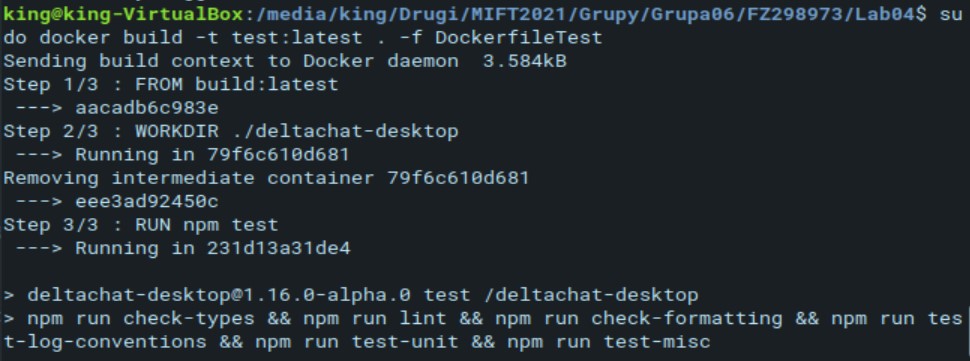 king@king-VirtualBox:/media/king/Drugi/MIFT2021/Grupy/Grupa06/FZ298973/Lab04$ su
do docker build -t test:latest . -f DockerfileTest
Sending build context to Docker daemon  3.584kB
Step 1/3 : FROM build:latest
 ---> aacadb6c983e
Step 2/3 : WORKDIR ./deltachat-desktop
 ---> Running in 79f6c610d681
Removing intermediate container 79f6c610d681
 ---> eee3ad92450c
Step 3/3 : RUN npm test
 ---> Running in 231d13a31de4
> deltachat-desktop@1.16.0-alpha.0 test /deltachat-desktop
> npm run check-types && npm run lint && npm run check-formatting && npm run tes
t-log-conventions && npm run test-unit && npm run test-misc